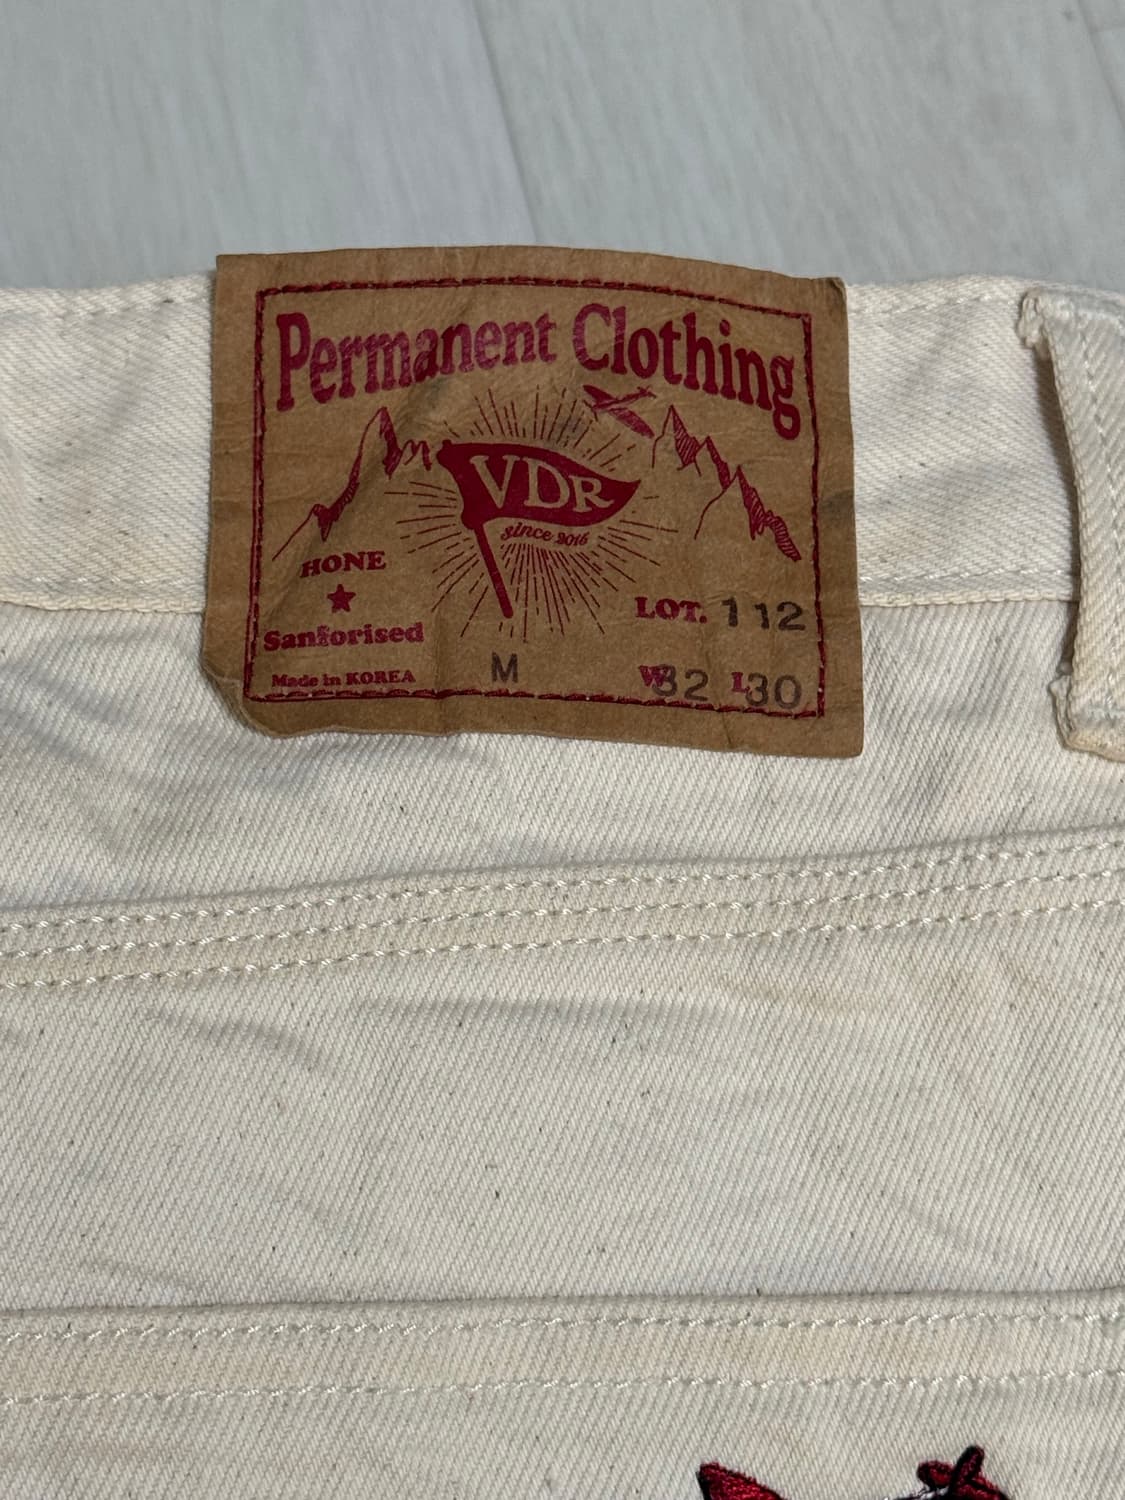 Permanent Clothing
VDR
since 2016
HONE
Sanforised
Made in KOREA
M
LOT. 112
W32 L30